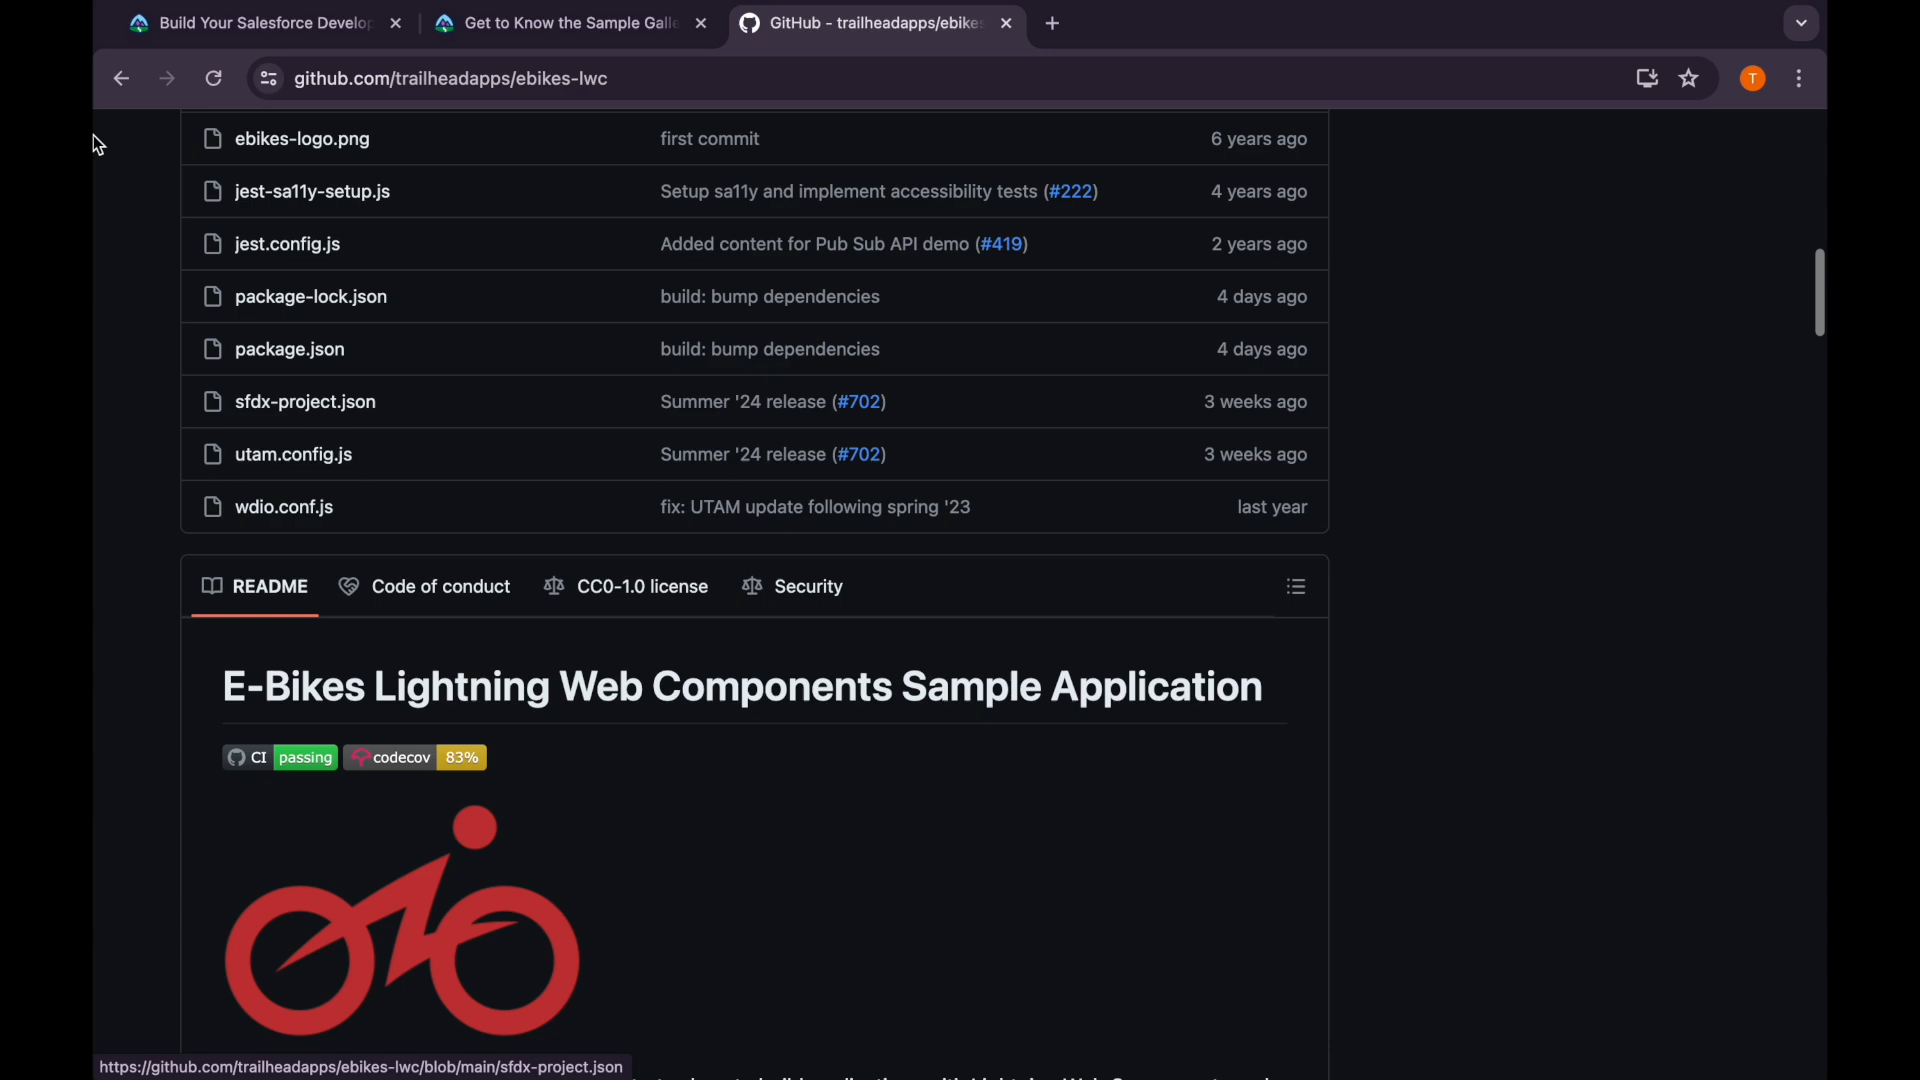 Build Your Salesforce Develop
Get to Know the Sample Galle
GitHub - trailheadapps/ebikes
T
github.com/trailheadapps/ebikes-lwc
ebikes-logo.png first commit 6 years ago
jest-sa11y-setup.js Setup sa11y and implement accessibility tests (#222) 4 years ago
jest.config.js Added content for Pub Sub API demo (#419) 2 years ago
package-lock.json build: bump dependencies 4 days ago
package.json build: bump dependencies 4 days ago
sfdx-project.json Summer '24 release (#702) 3 weeks ago
utam.config.js Summer '24 release (#702) 3 weeks ago
wdio.conf.js fix: UTAM update following spring '23 last year
README Code of conduct CC0-1.0 license Security
E-Bikes Lightning Web Components Sample Application
CI passing codecov 83%
https://github.com/trailheadapps/ebikes-lwc/blob/main/sfdx-project.json